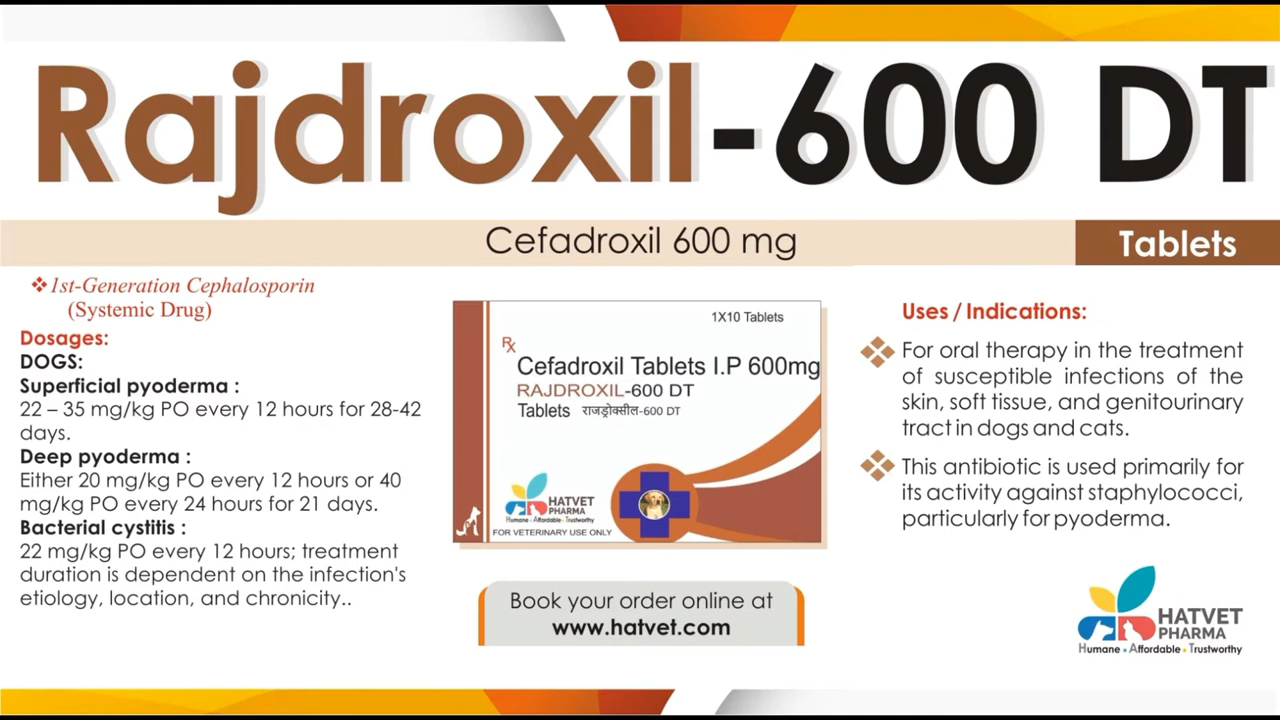 Rajdroxil-600 DT
Cefadroxil 600 mg
Tablets
❖1st-Generation Cephalosporin
(Systemic Drug)
Dosages:
DOGS:
Superficial pyoderma :
22 – 35 mg/kg PO every 12 hours for 28-42
days.
Deep pyoderma :
Either 20 mg/kg PO every 12 hours or 40
mg/kg PO every 24 hours for 21 days.
Bacterial cystitis :
22 mg/kg PO every 12 hours; treatment
duration is dependent on the infection's
etiology, location, and chronicity..
1X10 Tablets
Rx
Cefadroxil Tablets I.P 600mg
RAJDROXIL-600 DT
Tablets राजड्रोक्सील-600 DT
HATVET
PHARMA
Humane • Affordable • Trustworthy
FOR VETERINARY USE ONLY
Book your order online at
www.hatvet.com
Uses / Indications:
❖ For oral therapy in the treatment
of susceptible infections of the
skin, soft tissue, and genitourinary
tract in dogs and cats.
❖ This antibiotic is used primarily for
its activity against staphylococci,
particularly for pyoderma.
HATVET
PHARMA
Humane • Affordable • Trustworthy